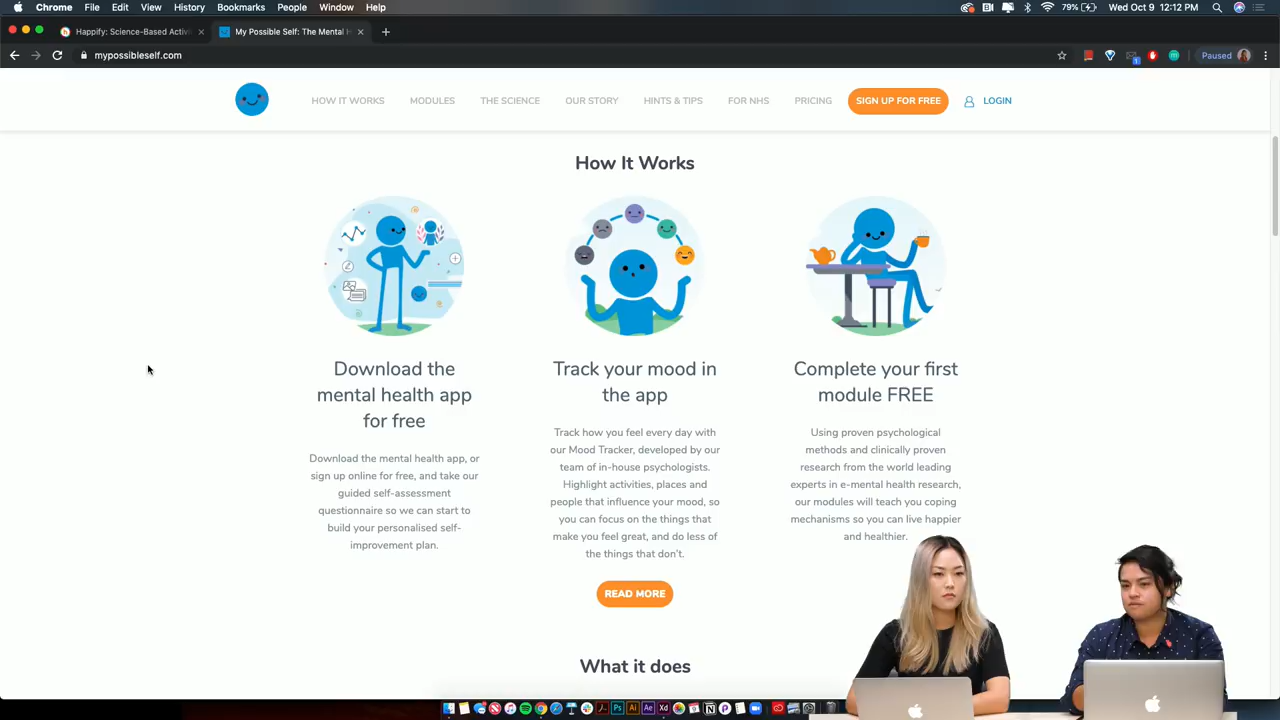 Chrome File Edit View History Bookmarks People Window Help 79% Wed Oct 9 12:12 PM
Happify: Science-Based Activi My Possible Self: The Mental H
mypossibleself.com Paused
HOW IT WORKS MODULES THE SCIENCE OUR STORY HINTS & TIPS FOR NHS PRICING SIGN UP FOR FREE LOGIN
How It Works
Download the
mental health app
for free
Download the mental health app, or
sign up online for free, and take our
guided self-assessment
questionnaire so we can start to
build your personalised self-
improvement plan.
Track your mood in
the app
Track how you feel every day with
our Mood Tracker, developed by our
team of in-house psychologists.
Highlight activities, places and
people that influence your mood, so
you can focus on the things that
make you feel great, and do less of
the things that don't.
READ MORE
Complete your first
module FREE
Using proven psychological
methods and clinically proven
research from the world leading
experts in e-mental health research,
our modules will teach you coping
mechanisms so you can live happier
and healthier.
What it does
Ps Ai Ae Xd